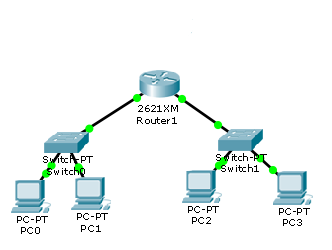 2621XM
Router1
Switch-PT
Switch0
Switch-PT
Switch1
PC-PT
PC0
PC-PT
PC1
PC-PT
PC2
PC-PT
PC3